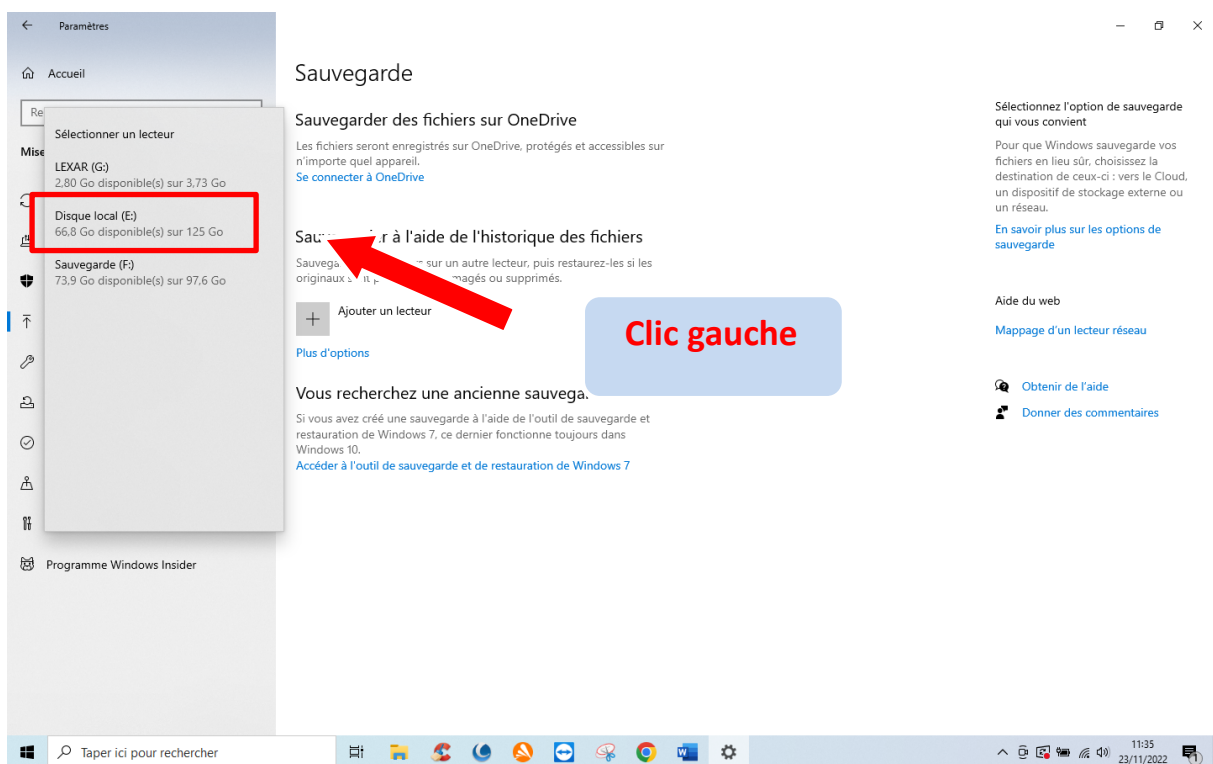 Paramètres
Accueil
Re
Mise
Sélectionner un lecteur
LEXAR (G:)
2,80 Go disponible(s) sur 3,73 Go
Disque local (E:)
66,8 Go disponible(s) sur 125 Go
Sauvegarde (F:)
73,9 Go disponible(s) sur 97,6 Go
Programme Windows Insider
Sauvegarde
Sauvegarder des fichiers sur OneDrive
Les fichiers seront enregistrés sur OneDrive, protégés et accessibles sur
n'importe quel appareil.
Se connecter à OneDrive
à l'aide de l'historique des fichiers
sur un autre lecteur, puis restaurez-les si les
originaux supprimés.
Ajouter un lecteur
Plus d'options
Clic gauche
Vous recherchez une ancienne sauvega
Si vous avez créé une sauvegarde à l'aide de l'outil de sauvegarde et
restauration de Windows 7, ce dernier fonctionne toujours dans
Windows 10.
Accéder à l'outil de sauvegarde et de restauration de Windows 7
Sélectionnez l'option de sauvegarde
qui vous convient
Pour que Windows sauvegarde vos
fichiers en lieu sûr, choisissez la
destination de ceux-ci : vers le Cloud,
un dispositif de stockage externe ou
un réseau.
En savoir plus sur les options de
sauvegarde
Aide du web
Mappage d'un lecteur réseau
Obtenir de l'aide
Donner des commentaires
Taper ici pour rechercher
11:35
23/11/2022